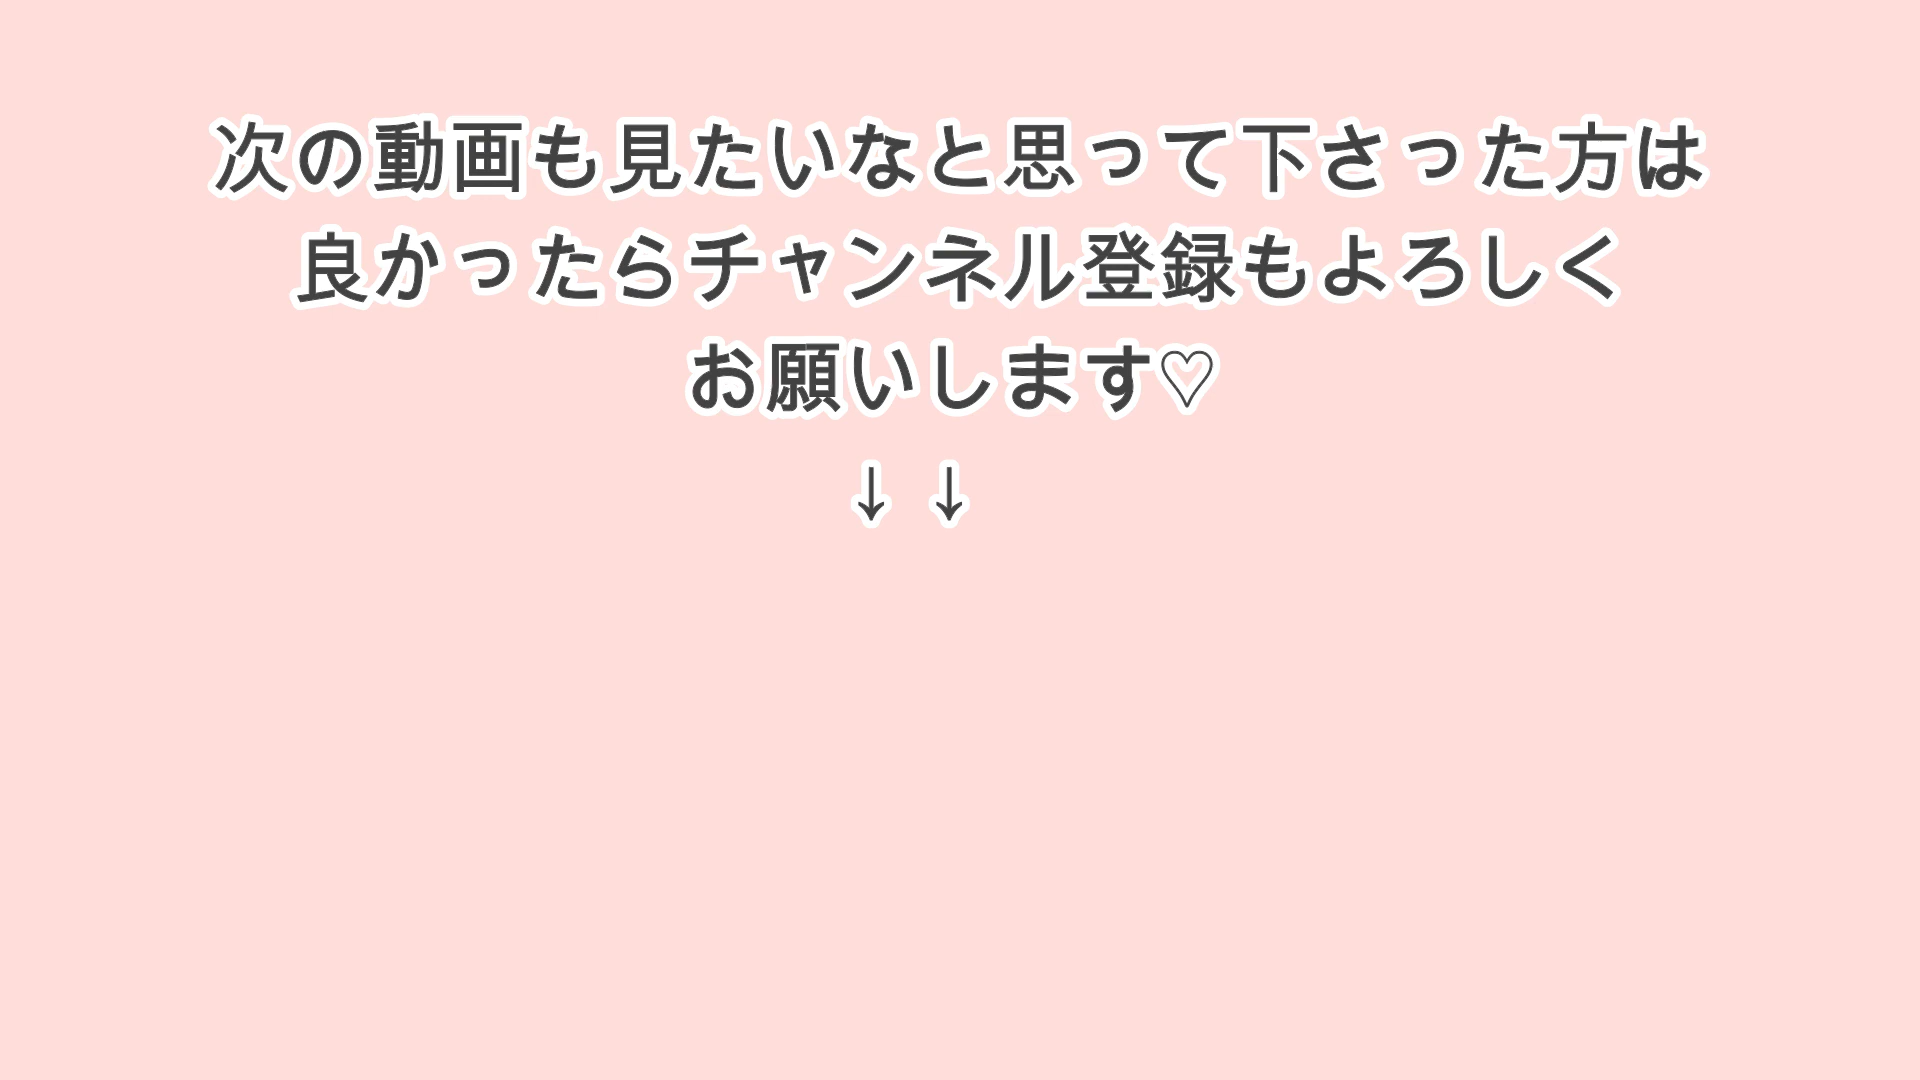 次の動画も見たいなと思って下さった方は
良かったらチャンネル登録もよろしく
お願いします♡
↓ ↓